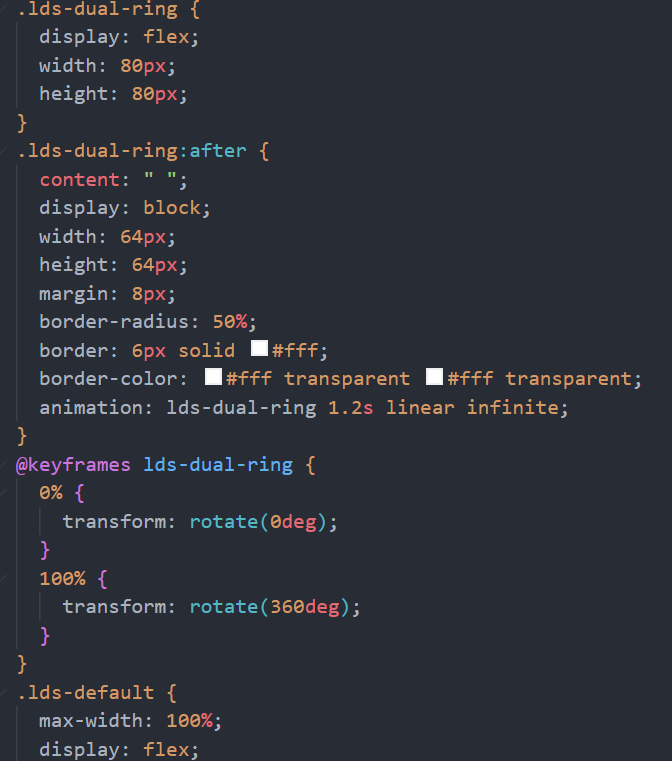 .lds-dual-ring {
  display: flex;
  width: 80px;
  height: 80px;
}
.lds-dual-ring:after {
  content: " ";
  display: block;
  width: 64px;
  height: 64px;
  margin: 8px;
  border-radius: 50%;
  border: 6px solid #fff;
  border-color: #fff transparent #fff transparent;
  animation: lds-dual-ring 1.2s linear infinite;
}
@keyframes lds-dual-ring {
  0% {
    transform: rotate(0deg);
  }
  100% {
    transform: rotate(360deg);
  }
}
.lds-default {
  max-width: 100%;
  display: flex;